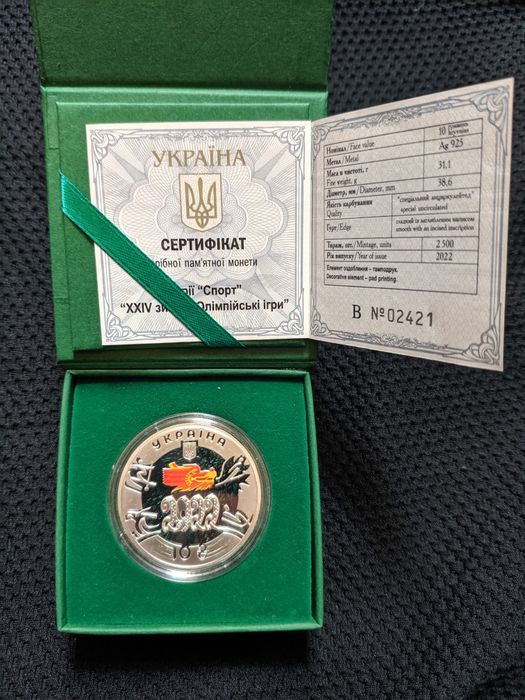 УКРАЇНА
СЕРТИФІКАТ
рібної пам'ятної монети
ії "Спорт"
"XXIV зи Олімпійські ігри"
Номінал / Face value 10 гривень hryvnias
Метал / Metal Ag 925
Маса в чистоті, г
Fine weight, g 31,1
Діаметр, мм / Diameter, mm 38,6
Якість карбування "спеціальний анциркулейтед"
Quality special uncirculated
Гурт / Edge гладкий із заглибленим написом
smooth with an incused inscription
Тираж, шт. / Mintage, units 2 500
Рік випуску / Year of issue 2022
Елемент оздоблення - тамподрук.
Decorative element - pad printing.
В №02421
УКРАЇНА
2022
10 ₴